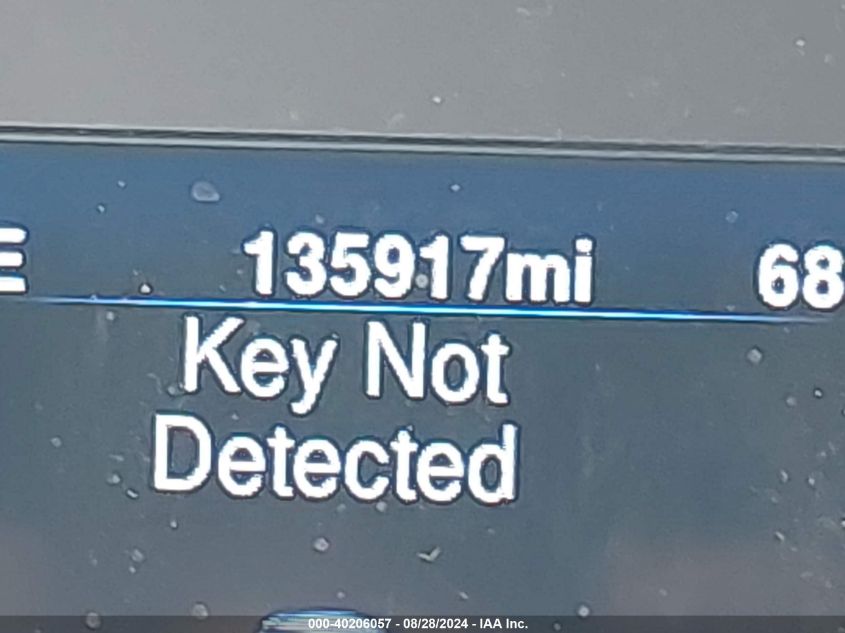 E 135917mi 68
Key Not
Detected
000-40206057 - 08/28/2024 - IAA Inc.